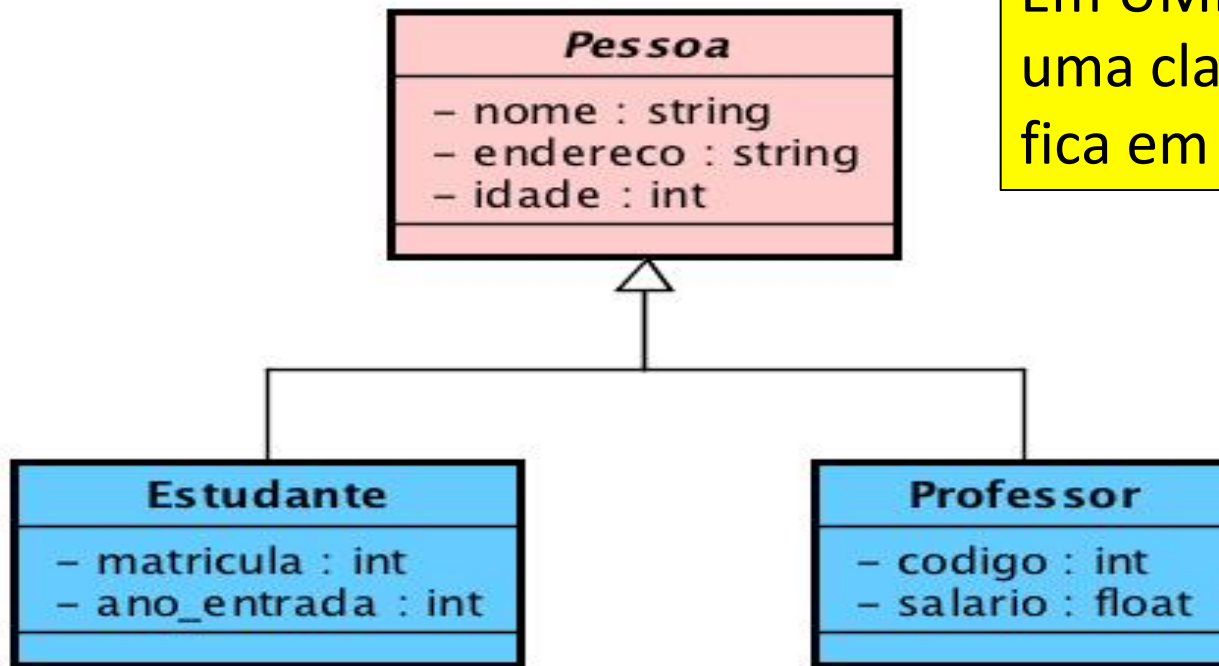 Pessoa
– nome : string
– endereco : string
– idade : int
uma
fica em
Estudante
– matricula : int
– ano_entrada : int
Professor
– codigo : int
– salario : float